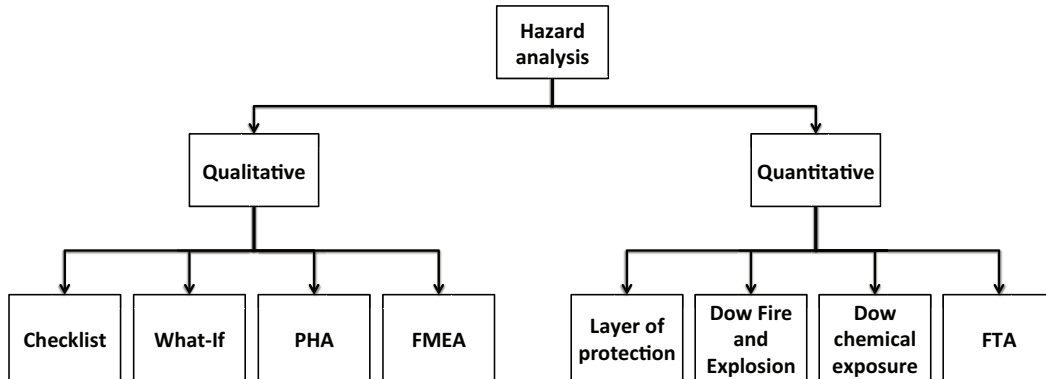 Hazard
analysis
Qualitative
Quantitative
Checklist
What-If
PHA
FMEA
Layer of
protection
Dow Fire
and
Explosion
Dow
chemical
exposure
FTA